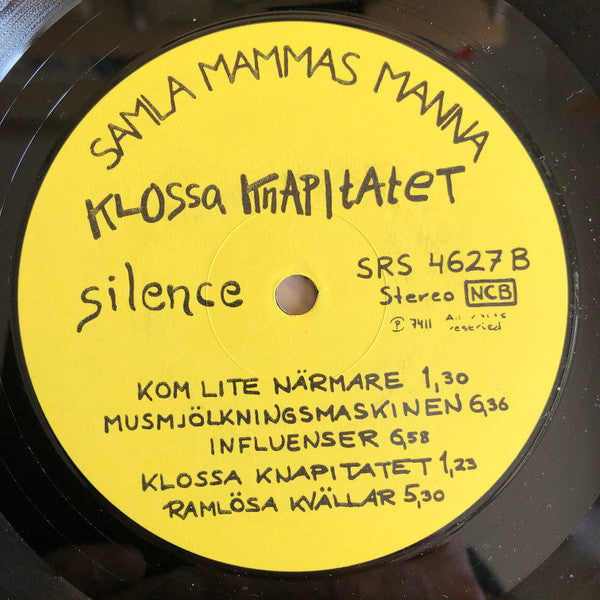 SAMLA MAMMAS MANNA
KLOSSa KnAPItAtET
silence
SRS 4627 B
Stereo NCB
Ⓟ 7411
KOM LITE NÄRMARE 1,30
MUSMJÖLKNINGSMASKINEN 6,36
INFLUENSER 6,58
KLOSSA KNAPITATET 1,23
RAMLÖSA KVÄLLAR 5,30